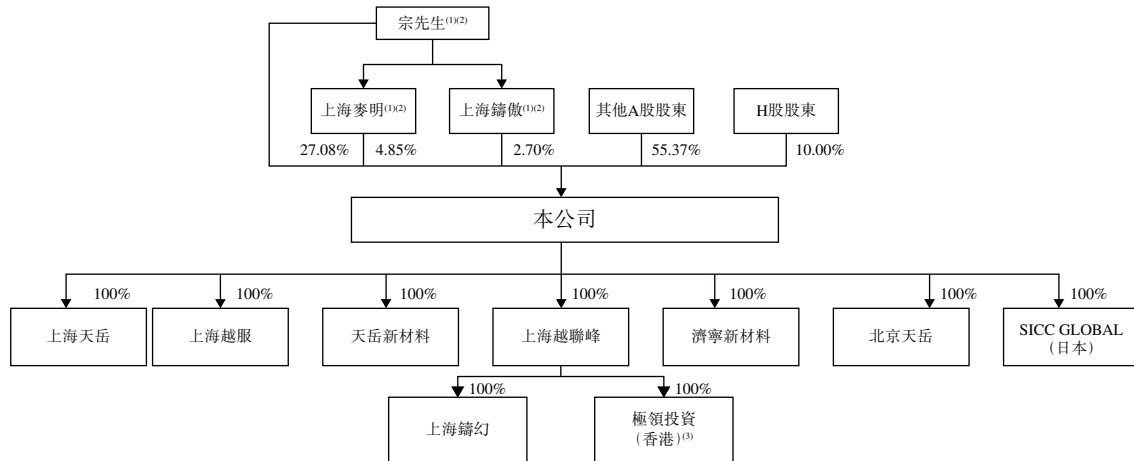 宗先生(1)(2)
上海麥明(1)(2)
上海鑄傲(1)(2)
其他A股股東
H股股東
27.08%
4.85%
2.70%
55.37%
10.00%
本公司
100%
100%
100%
100%
100%
100%
100%
上海天岳
上海越服
天岳新材料
上海越聯峰
濟寧新材料
北京天岳
SICC GLOBAL
（日本）
100%
100%
上海鑄幻
極領投資
（香港）(3)